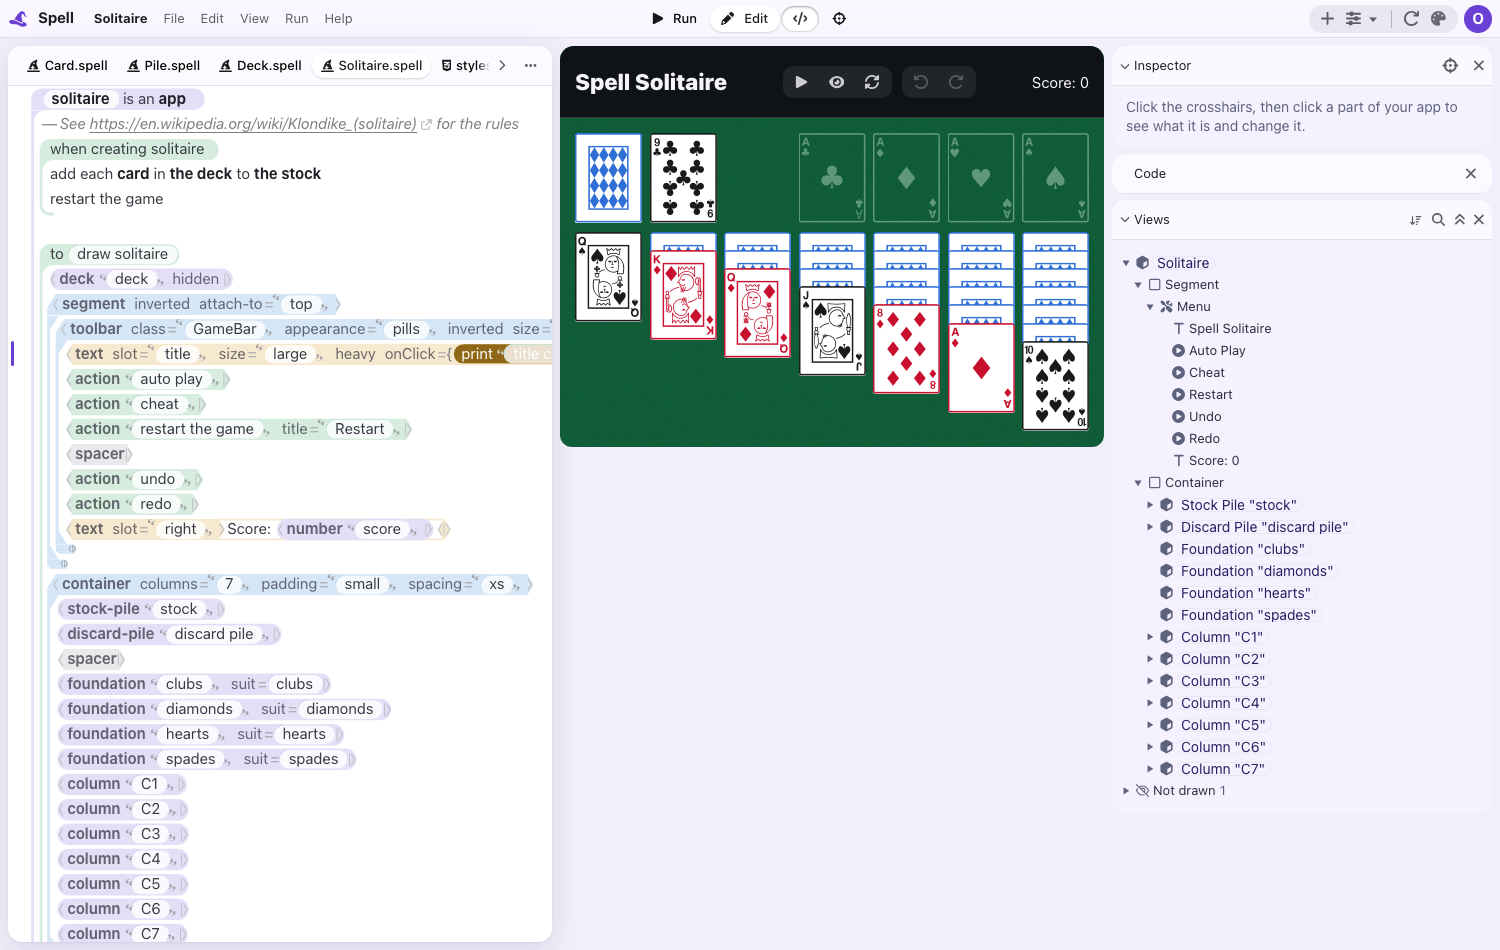 Spell Solitaire File Edit View Run Help
Run Edit </>
O
Card.spell Pile.spell Deck.spell Solitaire.spell styles
solitaire is an app
— See https://en.wikipedia.org/wiki/Klondike_(solitaire) for the rules
when creating solitaire
add each card in the deck to the stock
restart the game
to draw solitaire
deck “ deck „ hidden
segment inverted attach-to=“ top „
toolbar class=“ GameBar „ appearance=“ pills „ inverted size=“
text slot=“ title „ size=“ large „ heavy onClick={ print “ title c
action “ auto play „
action “ cheat „
action “ restart the game „ title=“ Restart „
spacer
action “ undo „
action “ redo „
text slot=“ right „ Score: number “ score „
container columns=“ 7 „ padding=“ small „ spacing=“ xs „
stock-pile “ stock „
discard-pile “ discard pile „
spacer
foundation “ clubs „ suit= clubs
foundation “ diamonds „ suit= diamonds
foundation “ hearts „ suit= hearts
foundation “ spades „ suit= spades
column “ C1 „
column “ C2 „
column “ C3 „
column “ C4 „
column “ C5 „
column “ C6 „
column “ C7 „
Spell Solitaire
Score: 0
9 9
A A
A A
A A
A A
Q Q
K K
Q Q
J J
8 8
A A
10 10
Inspector
Click the crosshairs, then click a part of your app to
see what it is and change it.
Code
Views
Solitaire
Segment
Menu
Spell Solitaire
Auto Play
Cheat
Restart
Undo
Redo
Score: 0
Container
Stock Pile "stock"
Discard Pile "discard pile"
Foundation "clubs"
Foundation "diamonds"
Foundation "hearts"
Foundation "spades"
Column "C1"
Column "C2"
Column "C3"
Column "C4"
Column "C5"
Column "C6"
Column "C7"
Not drawn 1